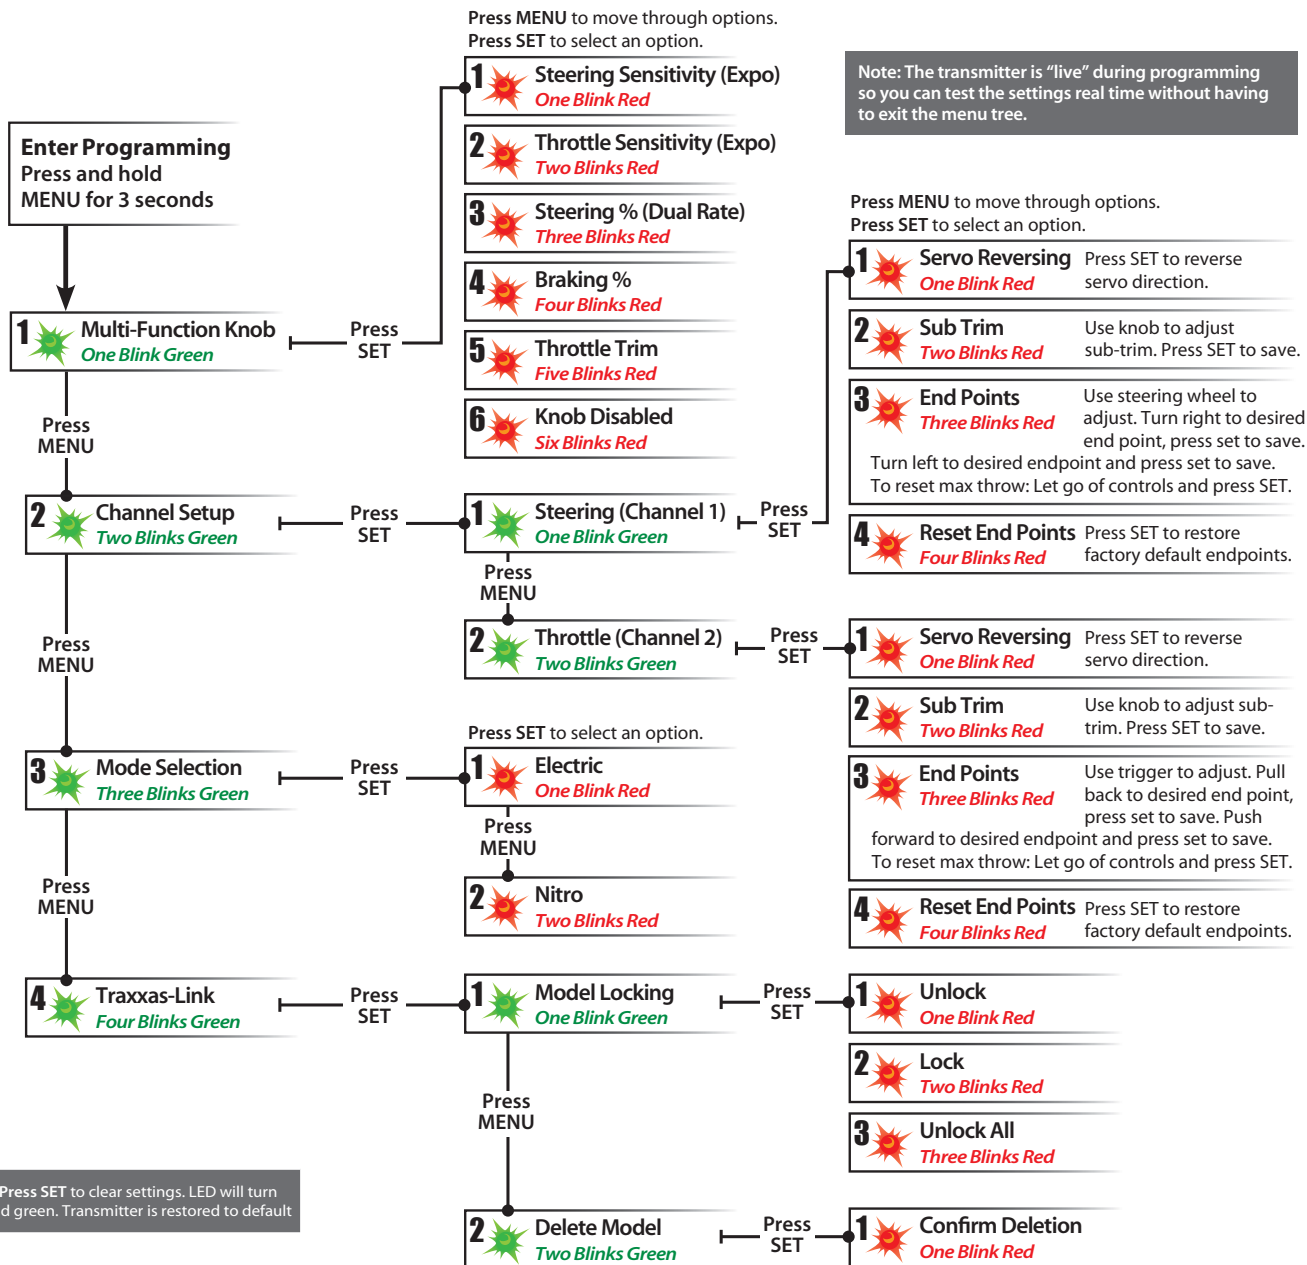 Press MENU to move through options.
Press SET to select an option.
Note: The transmitter is “live” during programming
so you can test the settings real time without having
to exit the menu tree.
Enter Programming
Press and hold
MENU for 3 seconds
1 Multi-Function Knob
One Blink Green
Press
SET
1 Steering Sensitivity (Expo)
One Blink Red
2 Throttle Sensitivity (Expo)
Two Blinks Red
3 Steering % (Dual Rate)
Three Blinks Red
4 Braking %
Four Blinks Red
5 Throttle Trim
Five Blinks Red
6 Knob Disabled
Six Blinks Red
Press
MENU
2 Channel Setup
Two Blinks Green
Press
SET
1 Steering (Channel 1)
One Blink Green
Press
SET
Press MENU to move through options.
Press SET to select an option.
1 Servo Reversing
One Blink Red
Press SET to reverse
servo direction.
2 Sub Trim
Two Blinks Red
Use knob to adjust
sub-trim. Press SET to save.
3 End Points
Three Blinks Red
Use steering wheel to
adjust. Turn right to desired
end point, press set to save.
Turn left to desired endpoint and press set to save.
To reset max throw: Let go of controls and press SET.
4 Reset End Points
Four Blinks Red
Press SET to restore
factory default endpoints.
Press
MENU
2 Throttle (Channel 2)
Two Blinks Green
Press
SET
1 Servo Reversing
One Blink Red
Press SET to reverse
servo direction.
2 Sub Trim
Two Blinks Red
Use knob to adjust sub-
trim. Press SET to save.
3 End Points
Three Blinks Red
Use trigger to adjust. Pull
back to desired end point,
press set to save. Push
forward to desired endpoint and press set to save.
To reset max throw: Let go of controls and press SET.
4 Reset End Points
Four Blinks Red
Press SET to restore
factory default endpoints.
Press
MENU
3 Mode Selection
Three Blinks Green
Press
SET
Press SET to select an option.
1 Electric
One Blink Red
Press
MENU
2 Nitro
Two Blinks Red
Press
MENU
4 Traxxas-Link
Four Blinks Green
Press
SET
1 Model Locking
One Blink Green
Press
SET
1 Unlock
One Blink Red
2 Lock
Two Blinks Red
3 Unlock All
Three Blinks Red
Press
MENU
2 Delete Model
Two Blinks Green
Press
SET
1 Confirm Deletion
One Blink Red
Press SET to clear settings. LED will turn
d green. Transmitter is restored to default